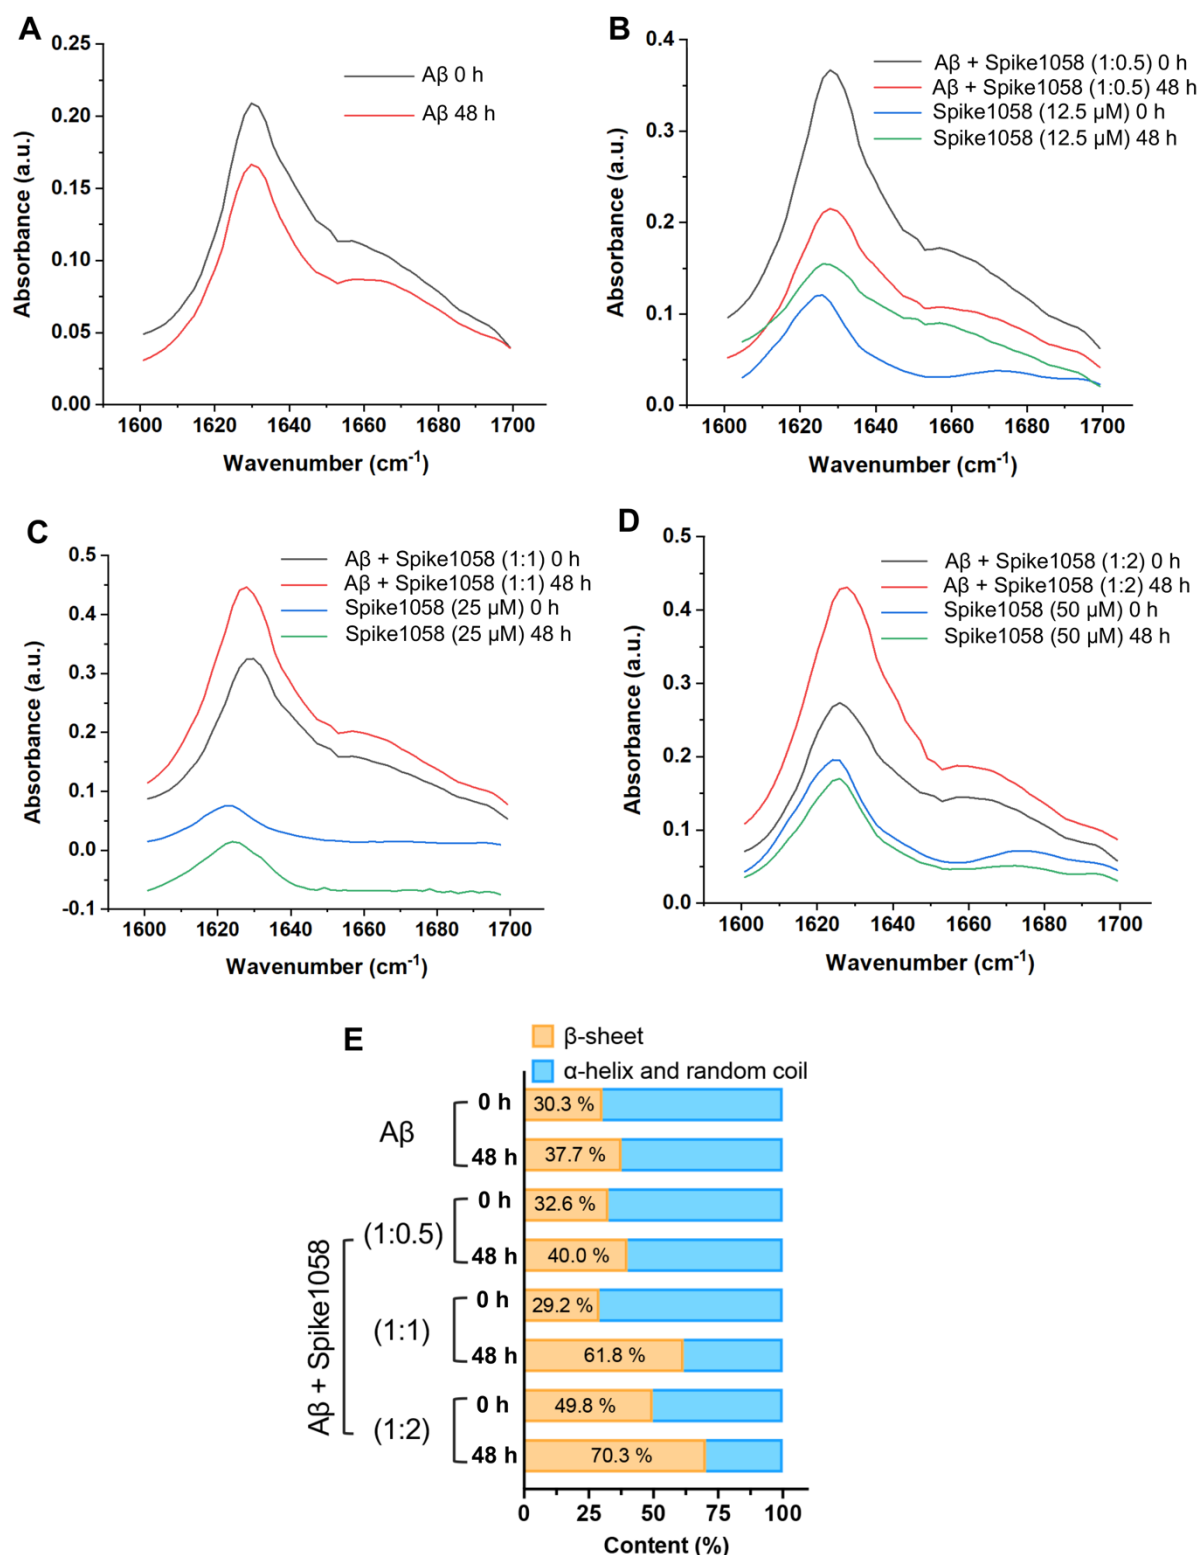 A
0.25
0.20
0.15
0.10
0.05
0.00
Absorbance (a.u.)
Aβ 0 h
Aβ 48 h
1600 1620 1640 1660 1680 1700
Wavenumber (cm⁻¹)
B
0.4
0.3
0.2
0.1
0.0
Absorbance (a.u.)
Aβ + Spike1058 (1:0.5) 0 h
Aβ + Spike1058 (1:0.5) 48 h
Spike1058 (12.5 μM) 0 h
Spike1058 (12.5 μM) 48 h
1600 1620 1640 1660 1680 1700
Wavenumber (cm⁻¹)
C
0.5
0.4
0.3
0.2
0.1
0.0
-0.1
Absorbance (a.u.)
Aβ + Spike1058 (1:1) 0 h
Aβ + Spike1058 (1:1) 48 h
Spike1058 (25 μM) 0 h
Spike1058 (25 μM) 48 h
1600 1620 1640 1660 1680 1700
Wavenumber (cm⁻¹)
D
0.5
0.4
0.3
0.2
0.1
0.0
Absorbance (a.u.)
Aβ + Spike1058 (1:2) 0 h
Aβ + Spike1058 (1:2) 48 h
Spike1058 (50 μM) 0 h
Spike1058 (50 μM) 48 h
1600 1620 1640 1660 1680 1700
Wavenumber (cm⁻¹)
E
β-sheet
α-helix and random coil
Aβ
0 h 30.3 %
48 h 37.7 %
Aβ + Spike1058
(1:0.5)
0 h 32.6 %
48 h 40.0 %
(1:1)
0 h 29.2 %
48 h 61.8 %
(1:2)
0 h 49.8 %
48 h 70.3 %
0 25 50 75 100
Content (%)